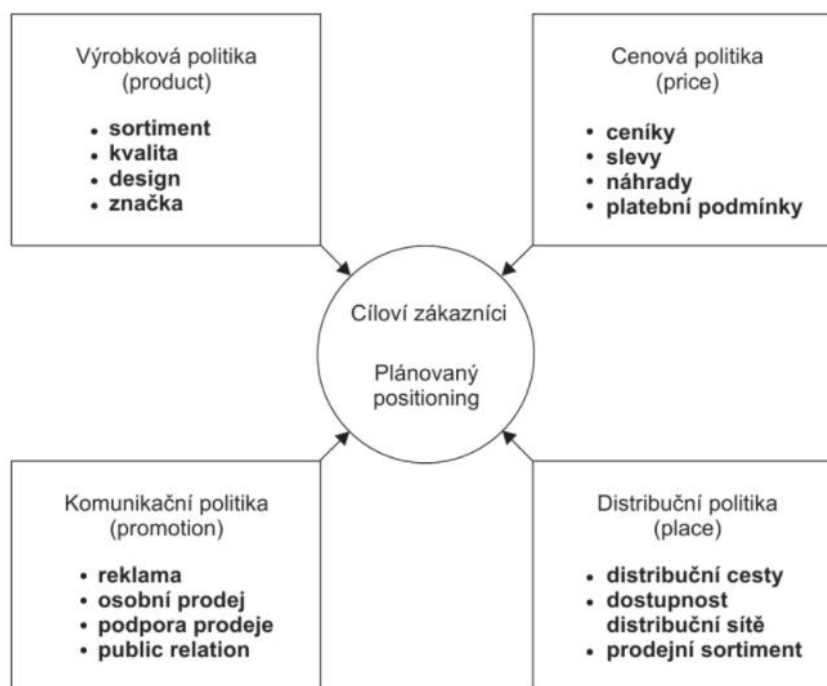 Výrobková politika
(product)
• sortiment
• kvalita
• design
• značka
Cenová politika
(price)
• ceníky
• slevy
• náhrady
• platební podmínky
Cíloví zákazníci
Plánovaný
positioning
Komunikační politika
(promotion)
• reklama
• osobní prodej
• podpora prodeje
• public relation
Distribuční politika
(place)
• distribuční cesty
• dostupnost
distribuční sítě
• prodejní sortiment